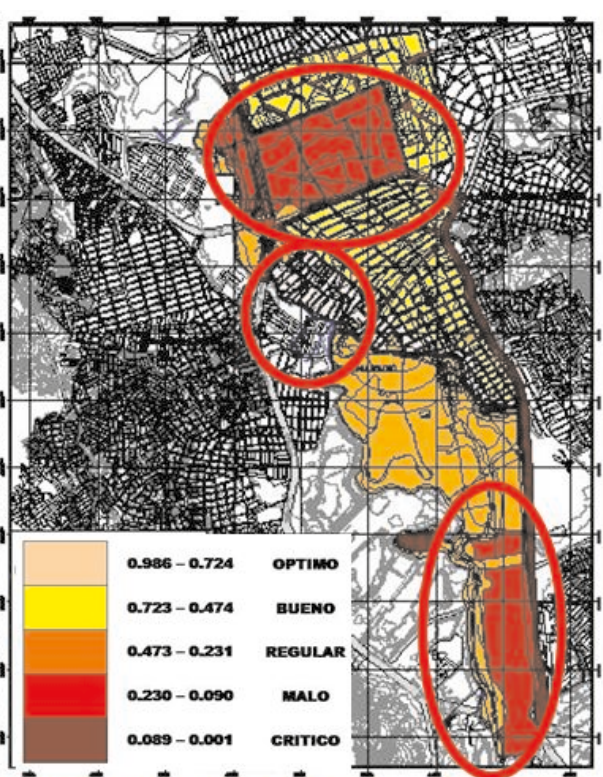 0.986 – 0.724 OPTIMO
0.723 – 0.474 BUENO
0.473 – 0.231 REGULAR
0.230 – 0.090 MALO
0.089 – 0.001 CRITICO